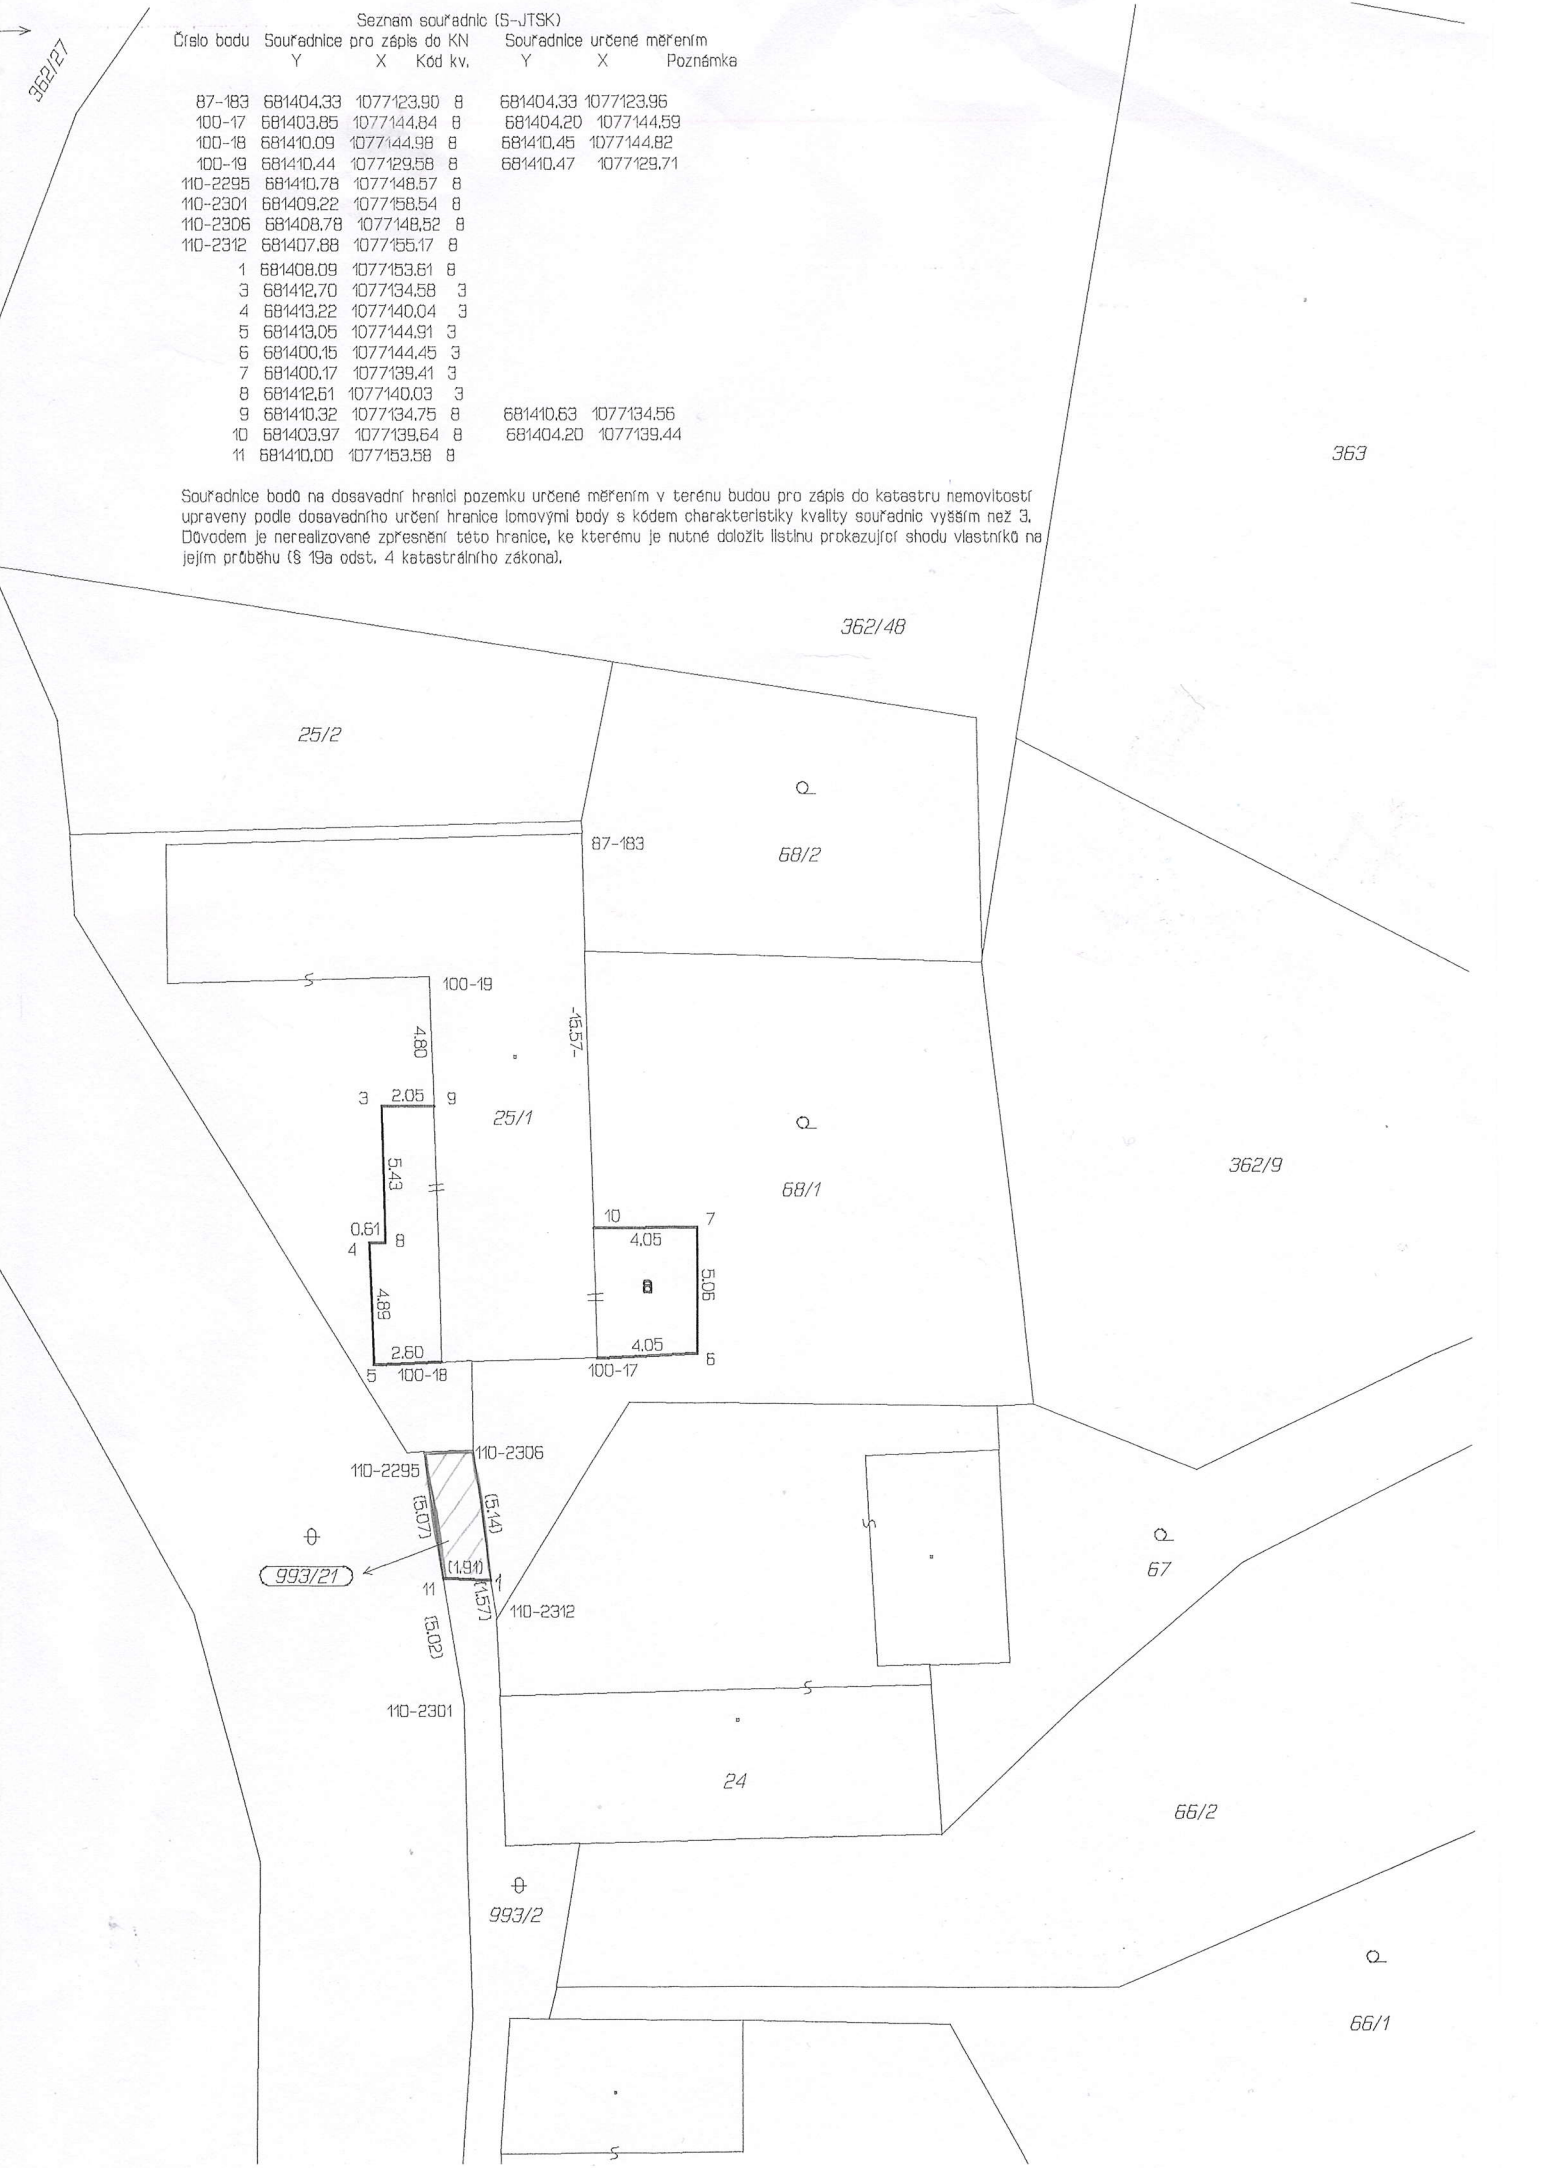 Seznam souřadnic (S-JTSK)
Číslo bodu Souřadnice pro zápis do KN Souřadnice určené měřením
Y X Kód kv. Y X Poznámka
87-183 681404.33 1077123.90 8 681404.33 1077123.96
100-17 681403.85 1077144.84 8 681404.20 1077144.59
100-18 681410.09 1077144.98 8 681410.45 1077144.82
100-19 681410.44 1077129.58 8 681410.47 1077129.71
110-2295 681410.78 1077148.57 8
110-2301 681409.22 1077158.54 8
110-2306 681408.78 1077148.52 8
110-2312 681407.88 1077155.17 8
1 681408.09 1077153.61 8
3 681412.70 1077134.58 3
4 681413.22 1077140.04 3
5 681413.05 1077144.91 3
6 681400.15 1077144.45 3
7 681400.17 1077139.41 3
8 681412.61 1077140.03 3
9 681410.32 1077134.75 8 681410.63 1077134.56
10 681403.97 1077139.64 8 681404.20 1077139.44
11 681410.00 1077153.58 8
Souřadnice bodů na dosavadní hranici pozemku určené měřením v terénu budou pro zápis do katastru nemovitostí
upraveny podle dosavadního určení hranice lomovými body s kódem charakteristiky kvality souřadnic vyšším než 3.
Důvodem je nerealizované zpřesnění této hranice, ke kterému je nutné doložit listinu prokazující shodu vlastníků na
jejím průběhu (§ 19a odst. 4 katastrálního zákona).
362/27
363
362/48
25/2
87-183
68/2
100-19
-15.57-
4.80
3
2.05
9
25/1
5.43
68/1
362/9
10
7
0.61
8
4
4.05
5.06
4.89
2.60
4.05
6
5
100-18
100-17
110-2306
110-2295
(5.07)
(5.14)
993/21
(1.91)
11
1
(1.57)
67
110-2312
(5.02)
110-2301
24
66/2
993/2
66/1